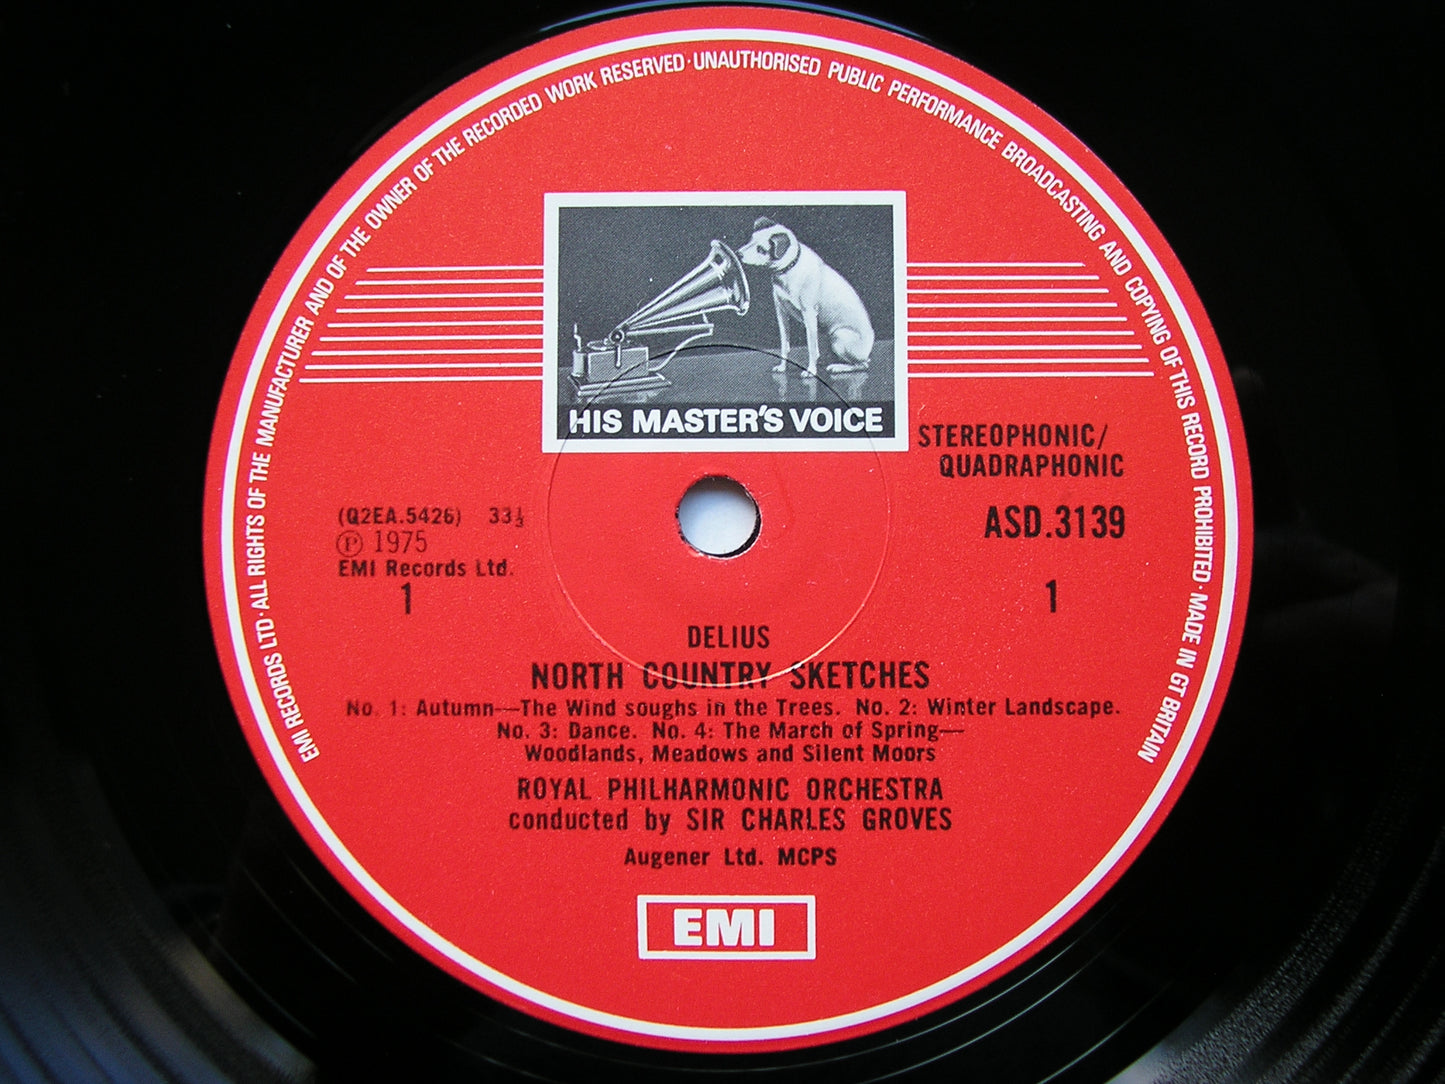 EMI RECORDS LTD · ALL RIGHTS OF THE MANUFACTURER AND OF THE OWNER OF THE RECORDED WORK RESERVED · UNAUTHORISED PUBLIC PERFORMANCE BROADCASTING AND COPYING OF THIS RECORD PROHIBITED · MADE IN GT BRITAIN
HIS MASTER'S VOICE
STEREOPHONIC/
QUADRAPHONIC
(Q2EA.5426) 33⅓
ASD.3139
Ⓟ 1975
EMI Records Ltd.
1
1
DELIUS
NORTH COUNTRY SKETCHES
No. 1: Autumn—The Wind soughs in the Trees. No. 2: Winter Landscape.
No. 3: Dance. No. 4: The March of Spring—
Woodlands, Meadows and Silent Moors
ROYAL PHILHARMONIC ORCHESTRA
conducted by SIR CHARLES GROVES
Augener Ltd. MCPS
EMI